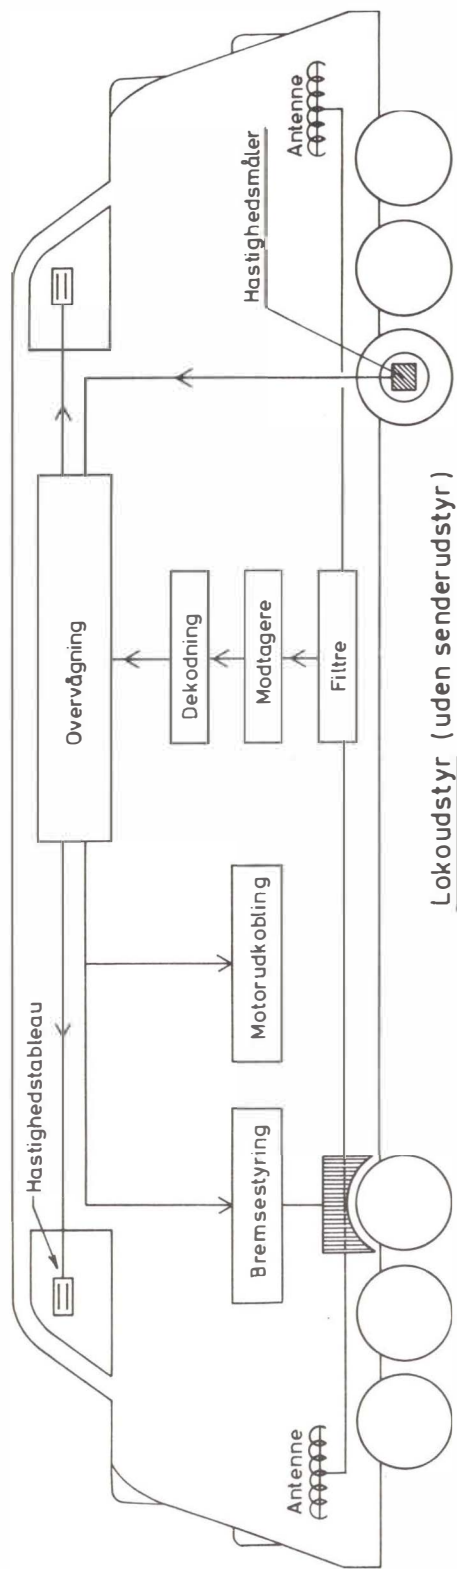 Hastighedstableau
Overvågning
Antenne
Bremsestyring
Motorudkobling
Dekodning
Modtagere
Filtre
Hastighedsmåler
Antenne
Lokoudstyr (uden senderudstyr)